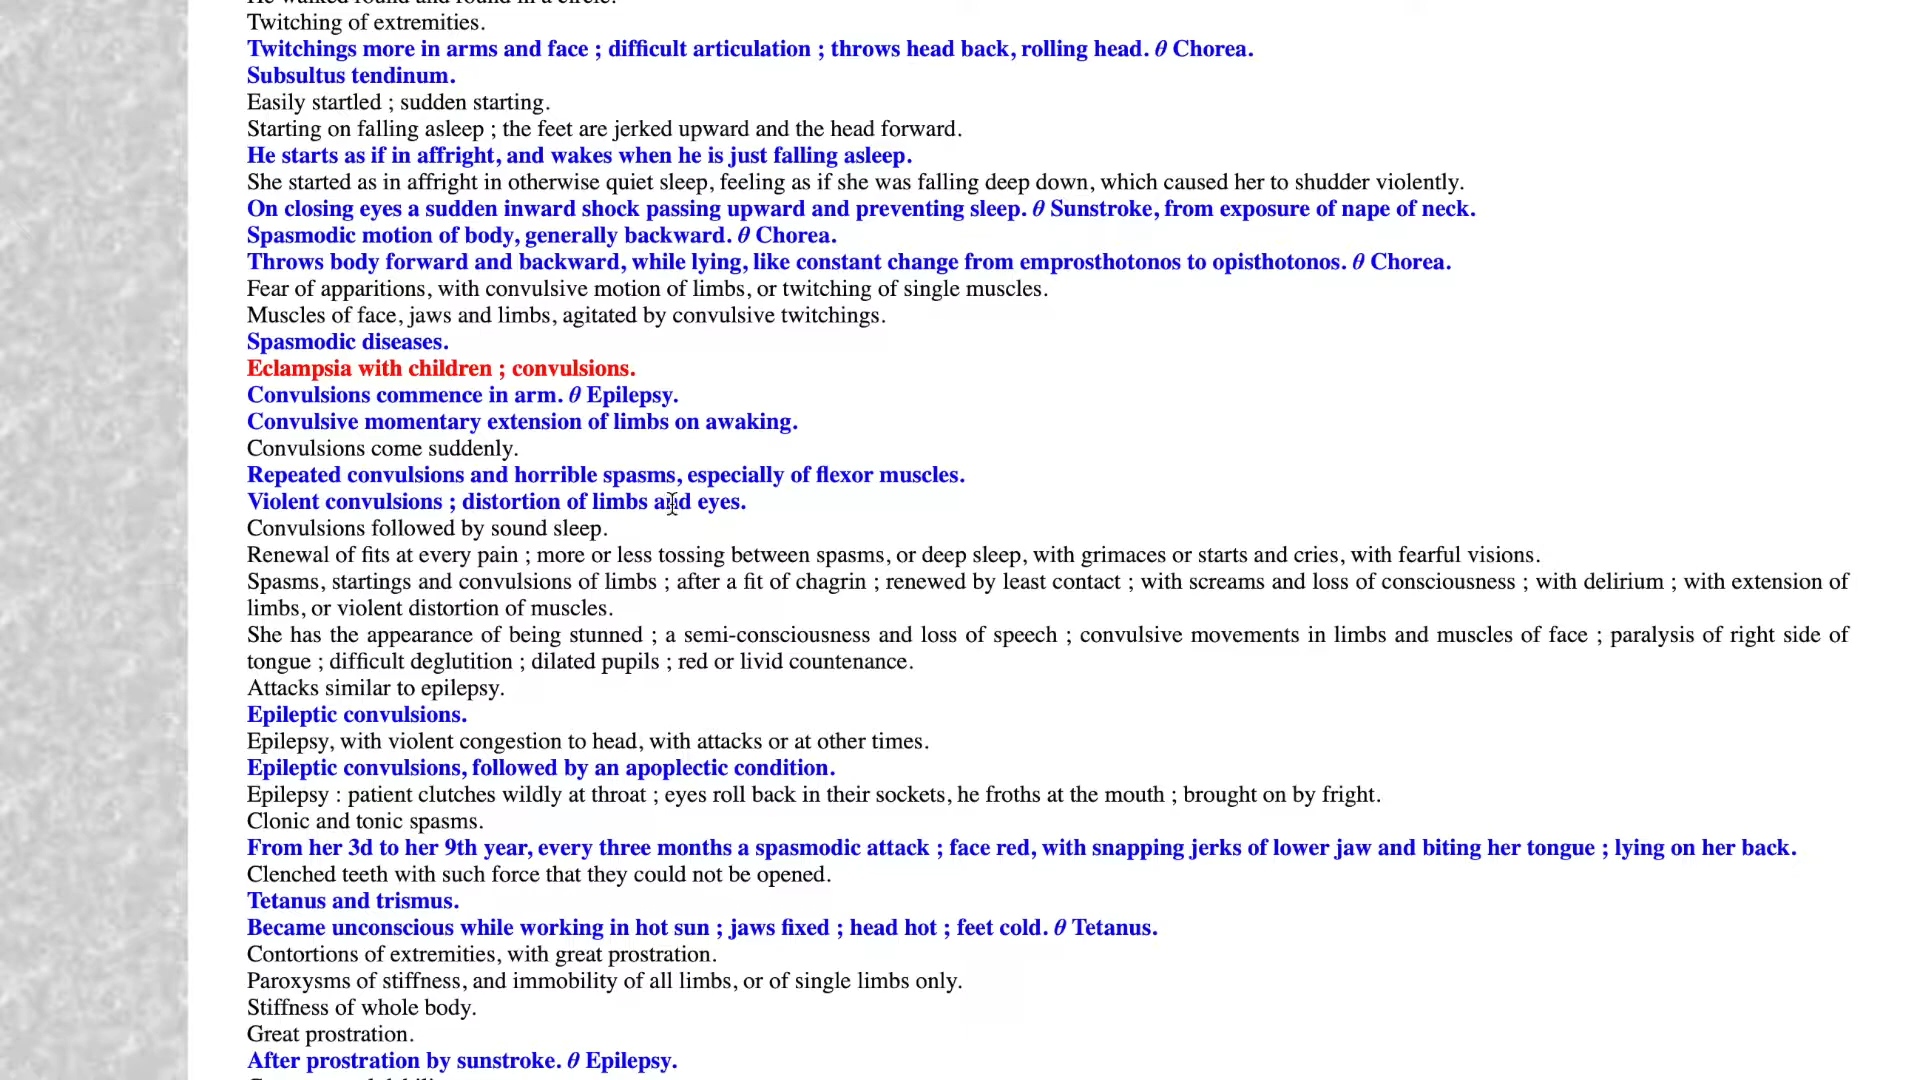 He walked round and round in a circle.
Twitching of extremities.
Twitchings more in arms and face ; difficult articulation ; throws head back, rolling head. θ Chorea.
Subsultus tendinum.
Easily startled ; sudden starting.
Starting on falling asleep ; the feet are jerked upward and the head forward.
He starts as if in affright, and wakes when he is just falling asleep.
She started as in affright in otherwise quiet sleep, feeling as if she was falling deep down, which caused her to shudder violently.
On closing eyes a sudden inward shock passing upward and preventing sleep. θ Sunstroke, from exposure of nape of neck.
Spasmodic motion of body, generally backward. θ Chorea.
Throws body forward and backward, while lying, like constant change from emprosthotonos to opisthotonos. θ Chorea.
Fear of apparitions, with convulsive motion of limbs, or twitching of single muscles.
Muscles of face, jaws and limbs, agitated by convulsive twitchings.
Spasmodic diseases.
Eclampsia with children ; convulsions.
Convulsions commence in arm. θ Epilepsy.
Convulsive momentary extension of limbs on awaking.
Convulsions come suddenly.
Repeated convulsions and horrible spasms, especially of flexor muscles.
Violent convulsions ; distortion of limbs and eyes.
Convulsions followed by sound sleep.
Renewal of fits at every pain ; more or less tossing between spasms, or deep sleep, with grimaces or starts and cries, with fearful visions.
Spasms, startings and convulsions of limbs ; after a fit of chagrin ; renewed by least contact ; with screams and loss of consciousness ; with delirium ; with extension of
limbs, or violent distortion of muscles.
She has the appearance of being stunned ; a semi-consciousness and loss of speech ; convulsive movements in limbs and muscles of face ; paralysis of right side of
tongue ; difficult deglutition ; dilated pupils ; red or livid countenance.
Attacks similar to epilepsy.
Epileptic convulsions.
Epilepsy, with violent congestion to head, with attacks or at other times.
Epileptic convulsions, followed by an apoplectic condition.
Epilepsy : patient clutches wildly at throat ; eyes roll back in their sockets, he froths at the mouth ; brought on by fright.
Clonic and tonic spasms.
From her 3d to her 9th year, every three months a spasmodic attack ; face red, with snapping jerks of lower jaw and biting her tongue ; lying on her back.
Clenched teeth with such force that they could not be opened.
Tetanus and trismus.
Became unconscious while working in hot sun ; jaws fixed ; head hot ; feet cold. θ Tetanus.
Contortions of extremities, with great prostration.
Paroxysms of stiffness, and immobility of all limbs, or of single limbs only.
Stiffness of whole body.
Great prostration.
After prostration by sunstroke. θ Epilepsy.